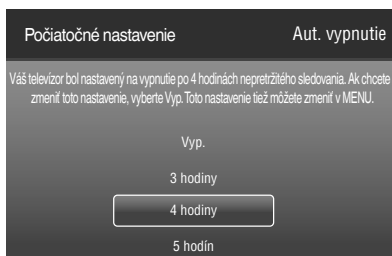 Počiatočné nastavenie Aut. vypnutie
Váš televízor bol nastavený na vypnutie po 4 hodinách nepretržitého sledovania. Ak chcete
zmeniť toto nastavenie, vyberte Vyp. Toto nastavenie tiež môžete zmeniť v MENU.
Vyp.
3 hodiny
4 hodiny
5 hodín